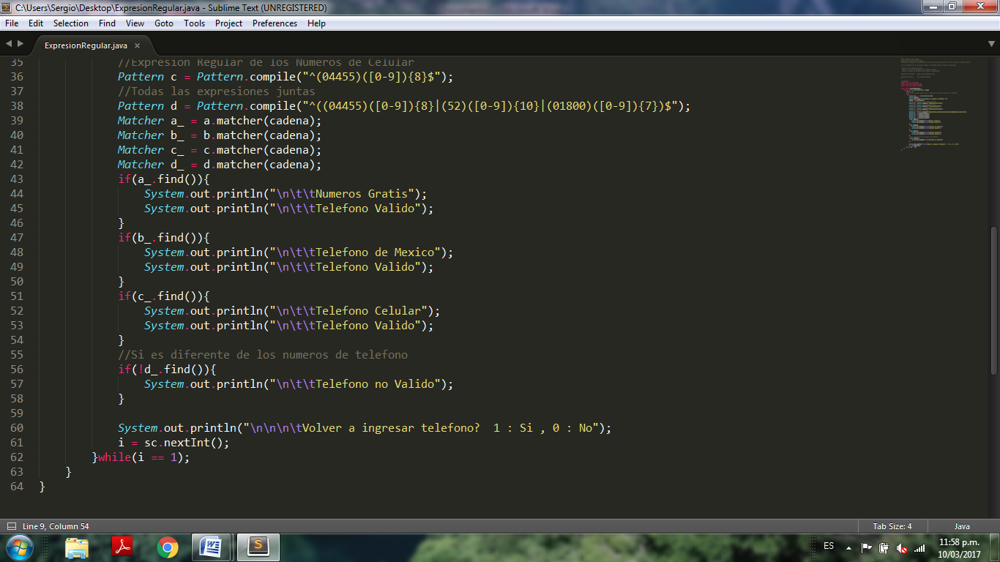 C:\Users\Sergio\Desktop\ExpresionRegular.java - Sublime Text (UNREGISTERED)
File Edit Selection Find View Goto Tools Project Preferences Help
ExpresionRegular.java ×
35 //Expresion Regular de los Numeros de Celular
36 Pattern c = Pattern.compile("^(04455)([0-9]){8}$");
37 //Todas las expresiones juntas
38 Pattern d = Pattern.compile("^((04455)([0-9]){8}|(52)([0-9]){10}|(01800)([0-9]){7})$");
39 Matcher a_ = a.matcher(cadena);
40 Matcher b_ = b.matcher(cadena);
41 Matcher c_ = c.matcher(cadena);
42 Matcher d_ = d.matcher(cadena);
43 if(a_.find()){
44 System.out.println("\n\t\tNumeros Gratis");
45 System.out.println("\n\t\tTelefono Valido");
46 }
47 if(b_.find()){
48 System.out.println("\n\t\tTelefono de Mexico");
49 System.out.println("\n\t\tTelefono Valido");
50 }
51 if(c_.find()){
52 System.out.println("\n\t\tTelefono Celular");
53 System.out.println("\n\t\tTelefono Valido");
54 }
55 //Si es diferente de los numeros de telefono
56 if(!d_.find()){
57 System.out.println("\n\t\tTelefono no Valido");
58 }
59
60 System.out.println("\n\n\n\tVolver a ingresar telefono?  1 : Si , 0 : No");
61 i = sc.nextInt();
62 }while(i == 1);
63 }
64 }
Line 9, Column 54 Tab Size: 4 Java
ES 11:58 p.m.
10/03/2017